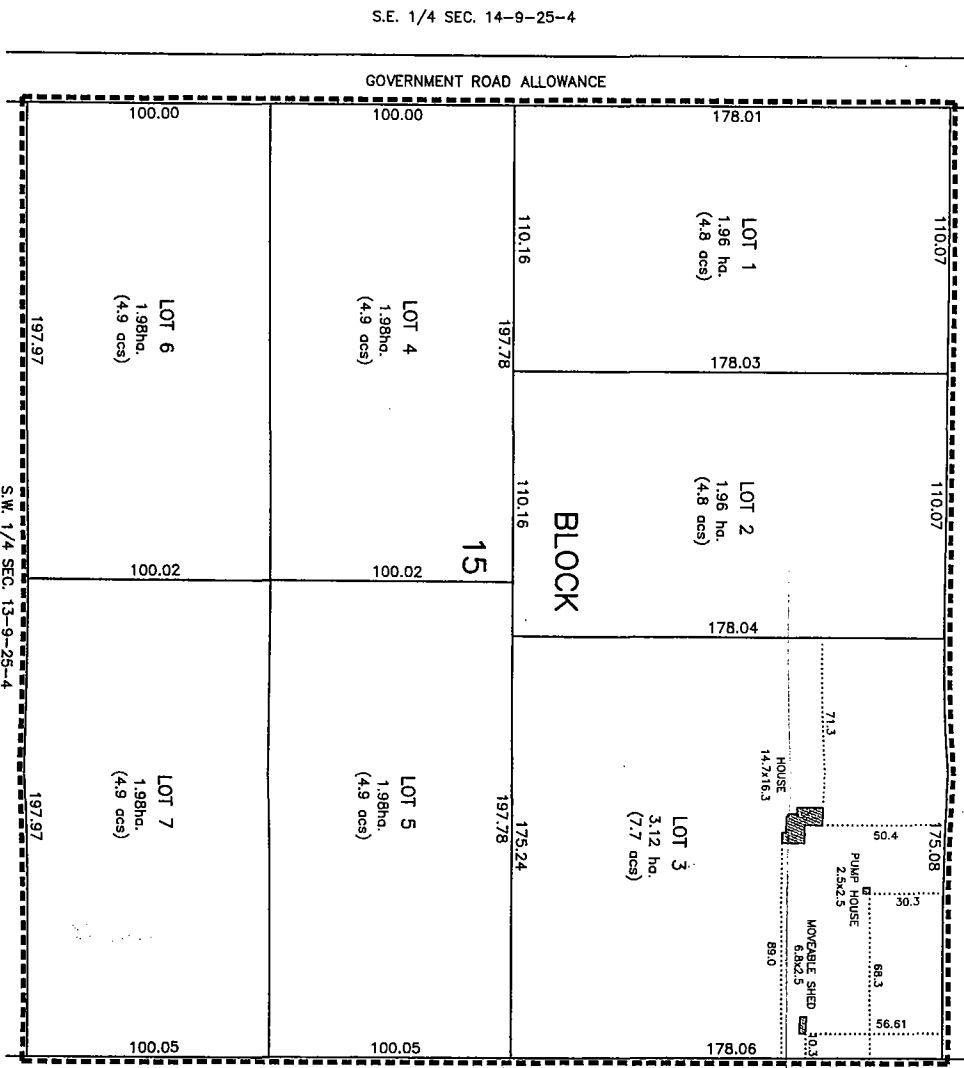 S.E. 1/4 SEC. 14-9-25-4
GOVERNMENT ROAD ALLOWANCE
100.00
100.00
178.01
110.07
110.16
LOT 1
1.96 ha.
(4.8 acs)
197.97
LOT 6
1.98ha.
(4.9 acs)
LOT 4
1.98ha.
(4.9 acs)
197.78
178.03
110.07
110.16
LOT 2
1.96 ha.
(4.8 acs)
BLOCK
15
100.02
100.02
178.04
S.W. 1/4 SEC. 13-9-25-4
71.3
HOUSE
14.7x16.3
50.4
175.08
197.97
LOT 7
1.98ha.
(4.9 acs)
LOT 5
1.98ha.
(4.9 acs)
197.78
175.24
LOT 3
3.12 ha.
(7.7 acs)
PUMP HOUSE
2.5x2.5
30.3
68.3
MOVEABLE SHED
6.8x2.5
89.0
56.61
10.3
100.05
100.05
178.06